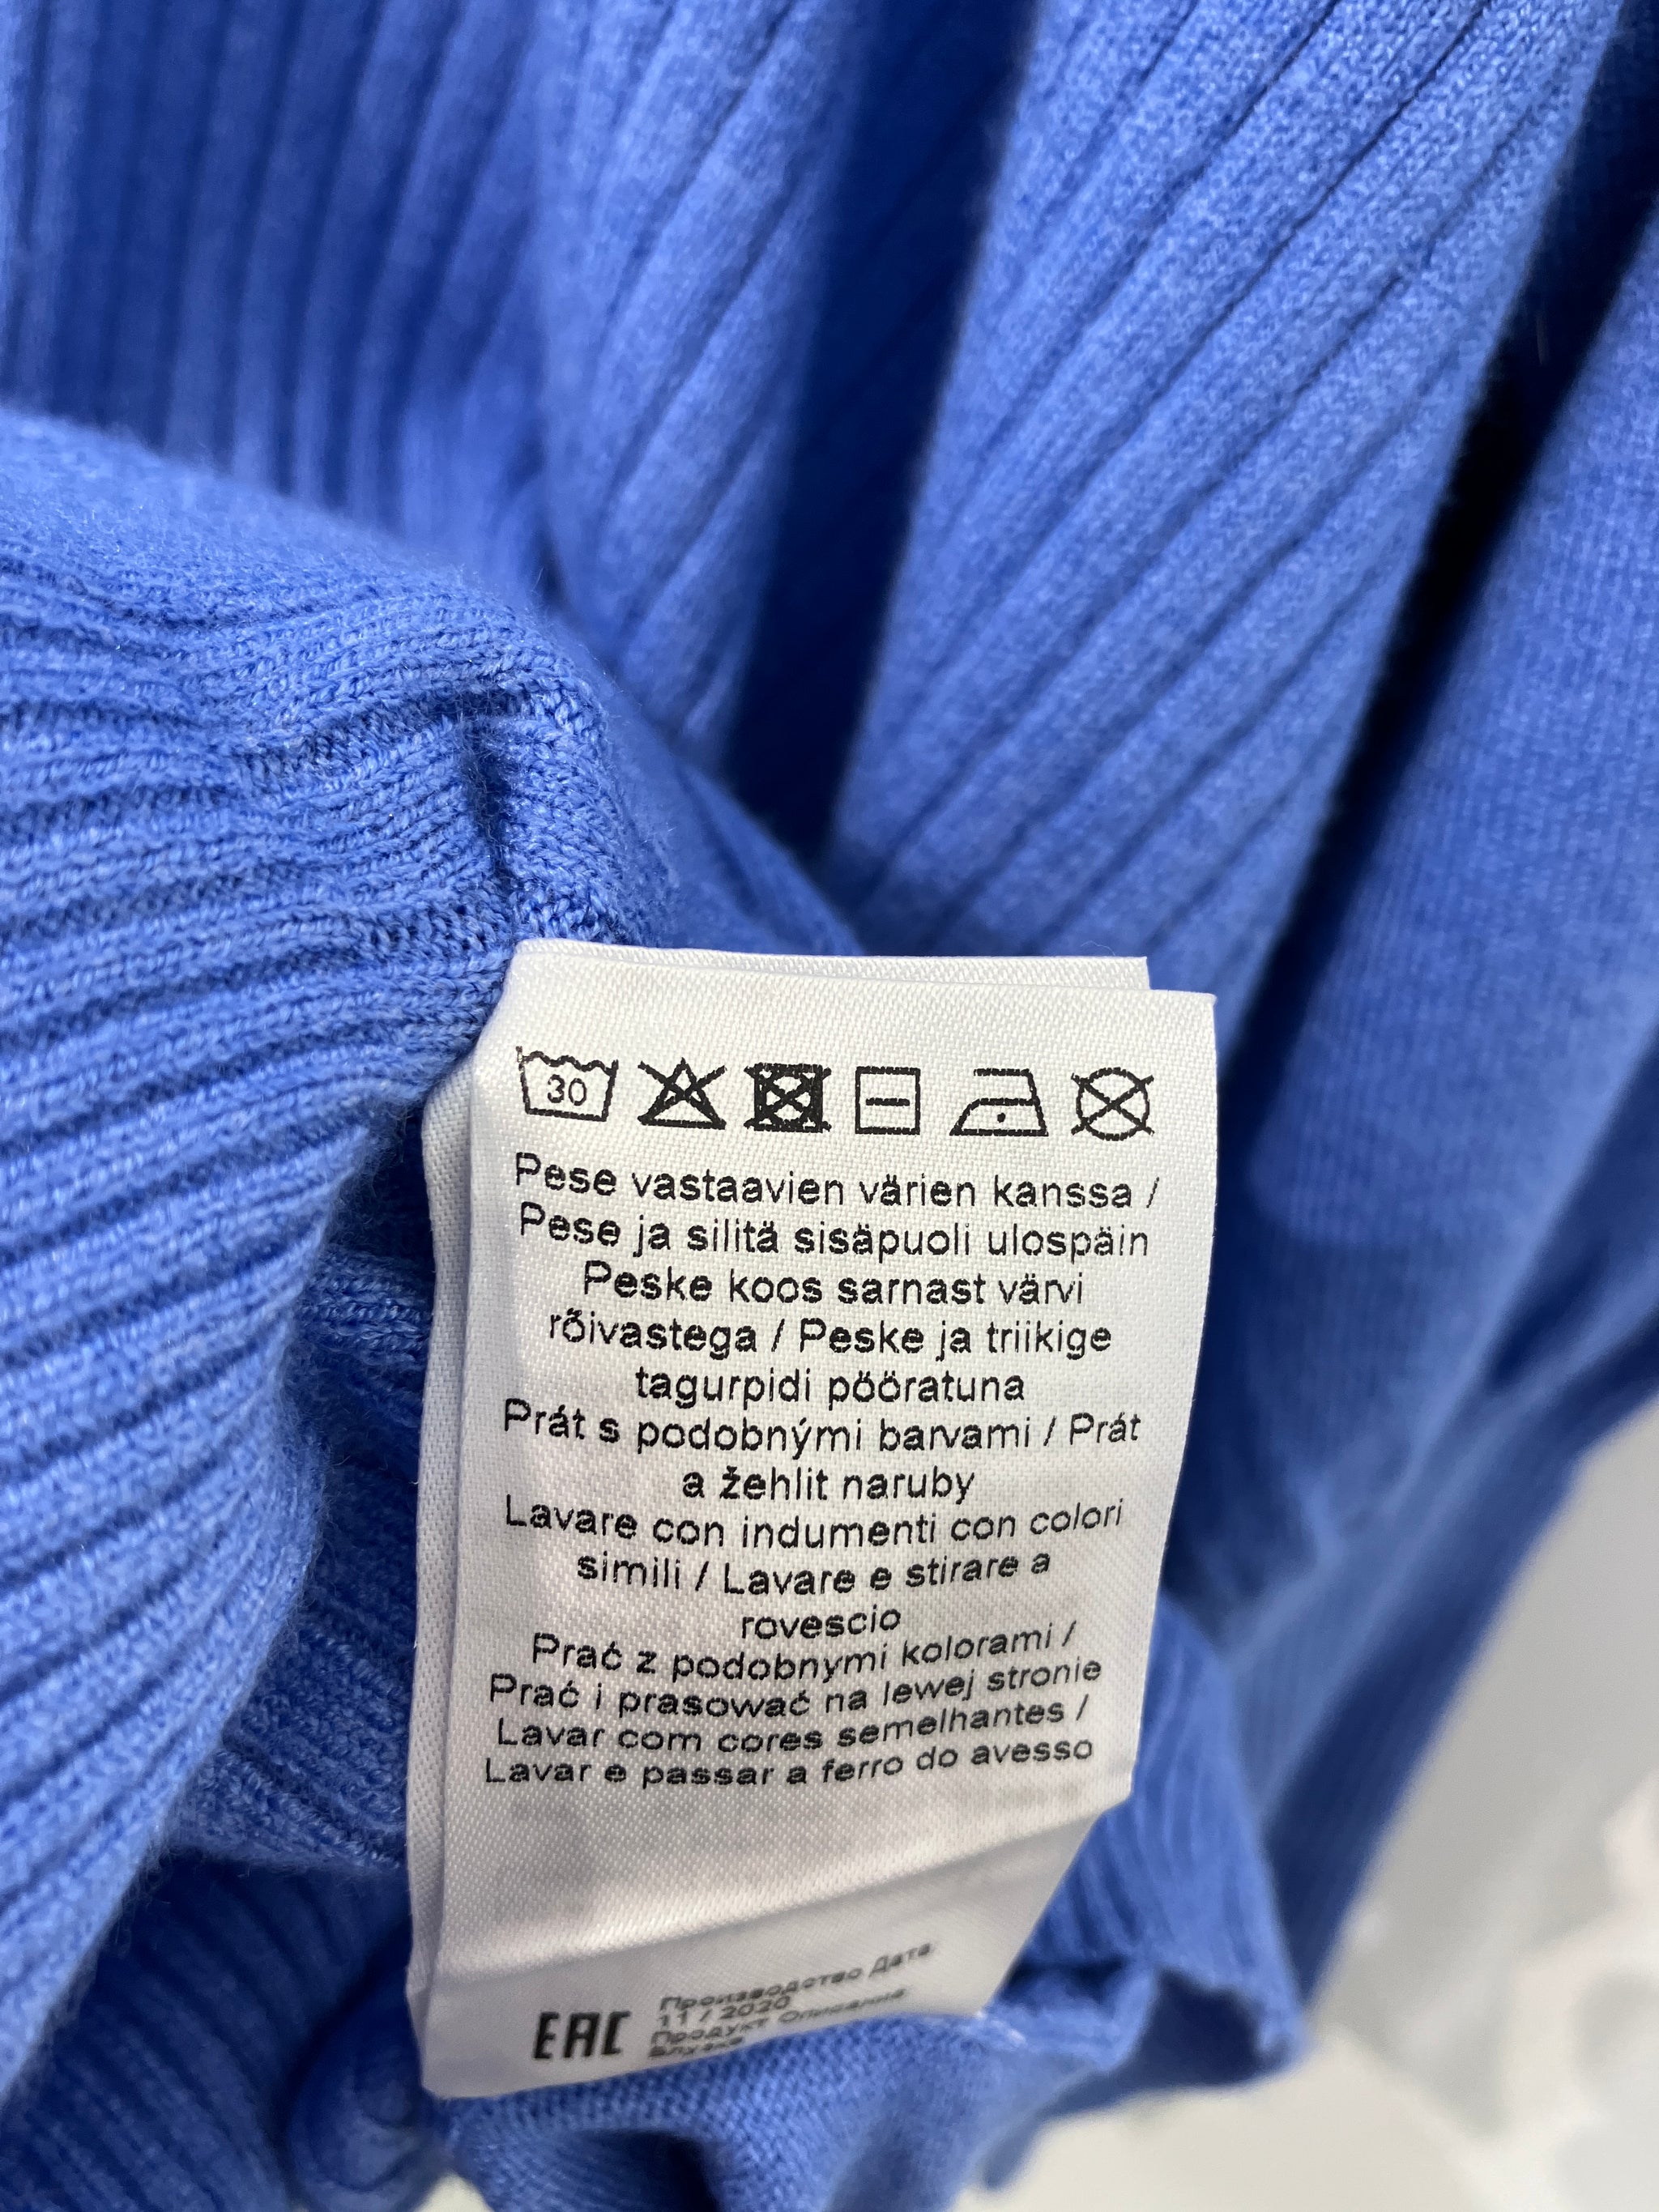 30
Pese vastaavien värien kanssa /
Pese ja silitä sisäpuoli ulospäin
Peske koos sarnast värvi
rõivastega / Peske ja triikige
tagurpidi pööratuna
Prát s podobnými barvami / Prát
a žehlit naruby
Lavare con indumenti con colori
simili / Lavare e stirare a
rovescio
Prać z podobnymi kolorami /
Prać i prasować na lewej stronie
Lavar com cores semelhantes /
Lavar e passar a ferro do avesso
EAC
Производство Дата:
11 / 2020
Продукт Описание:
Блузка